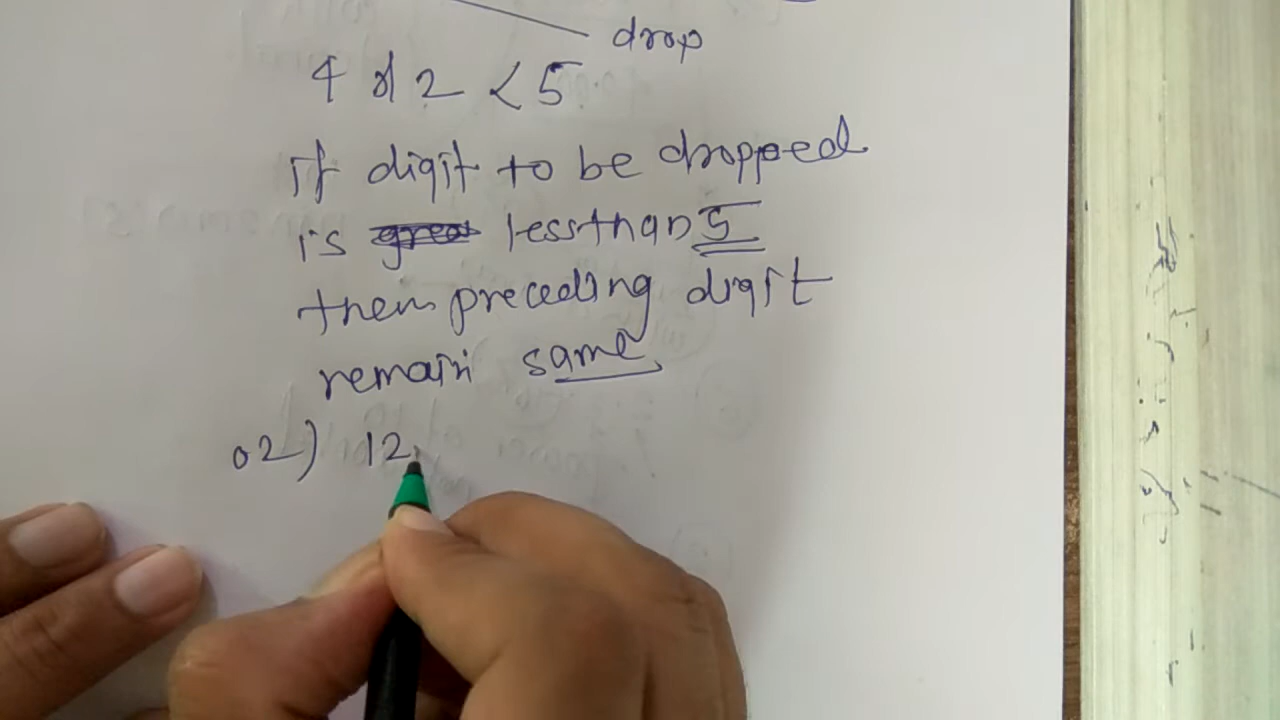 drop
4 2 < 5
if digit to be dropped
is less than 5
then preceding digit
remain same
02) 12